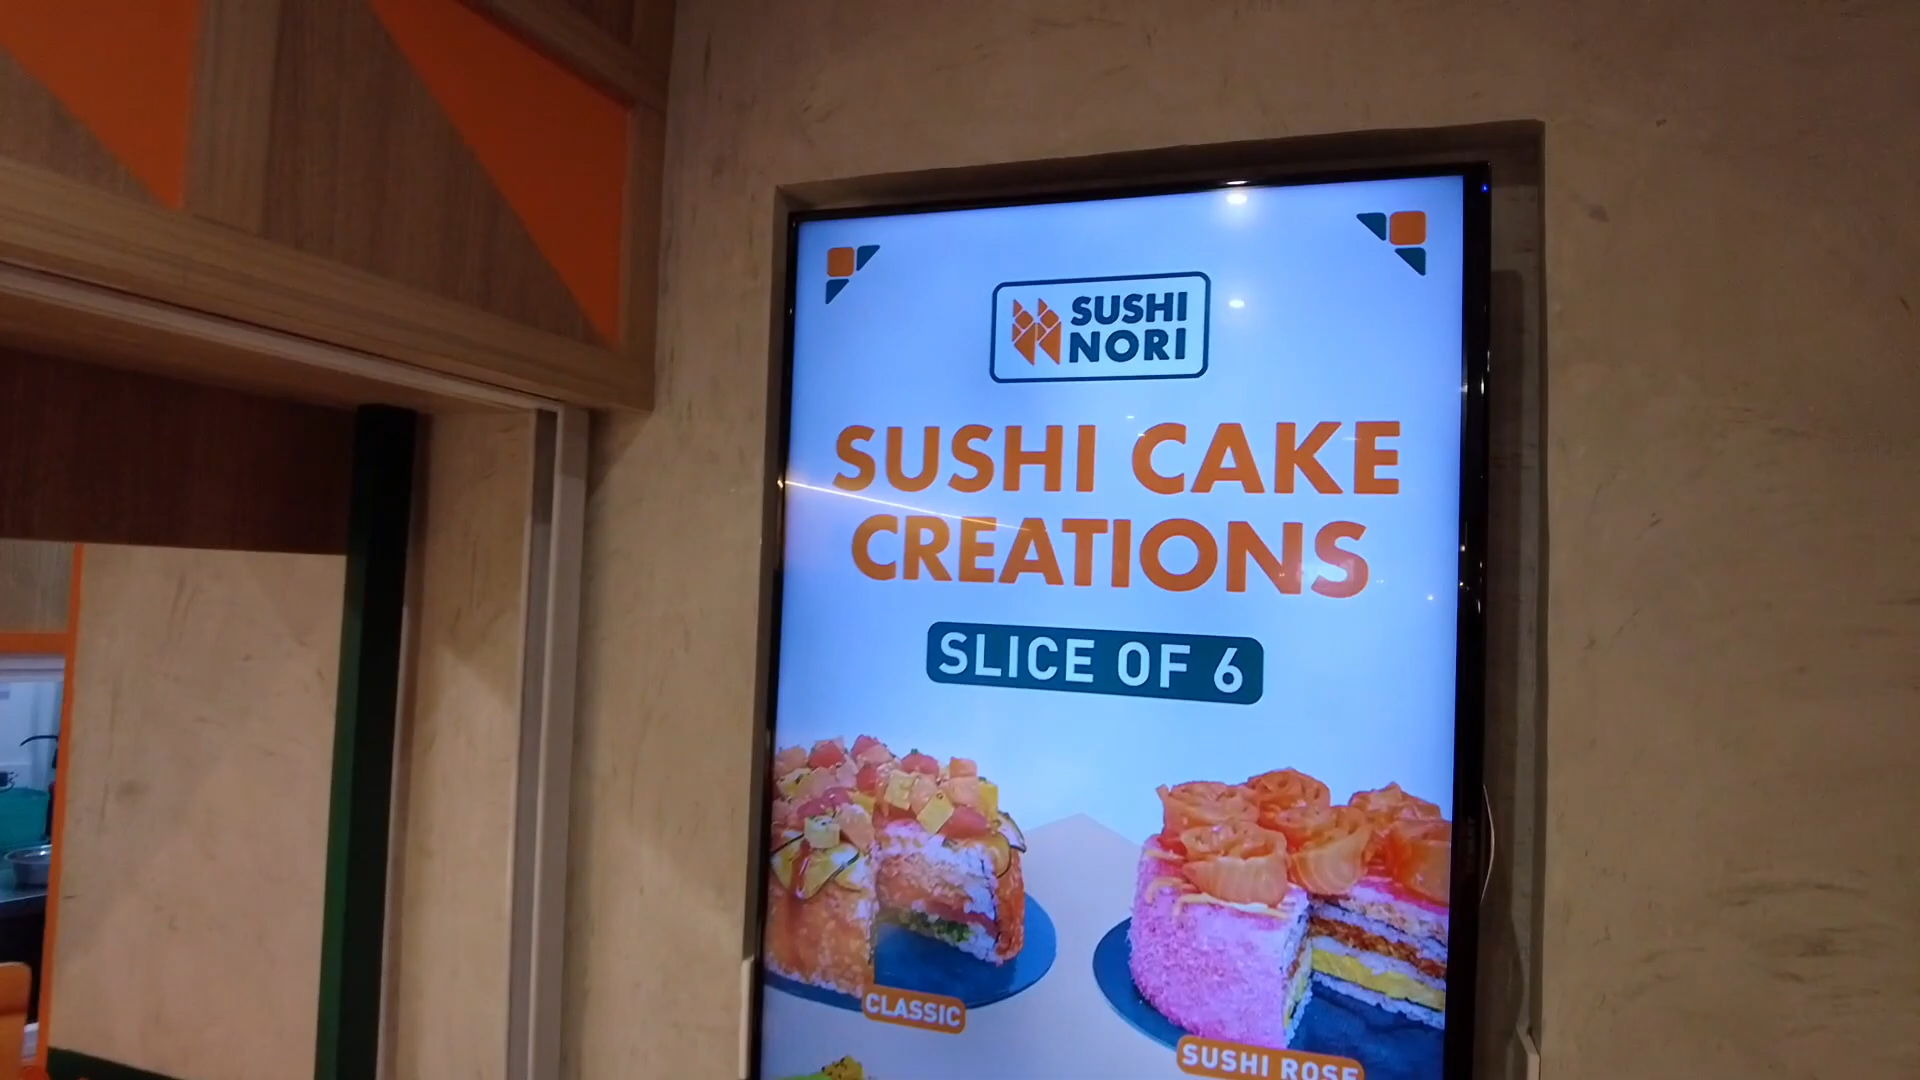 SUSHI
NORI
SUSHI CAKE
CREATIONS
SLICE OF 6
CLASSIC
SUSHI ROSE